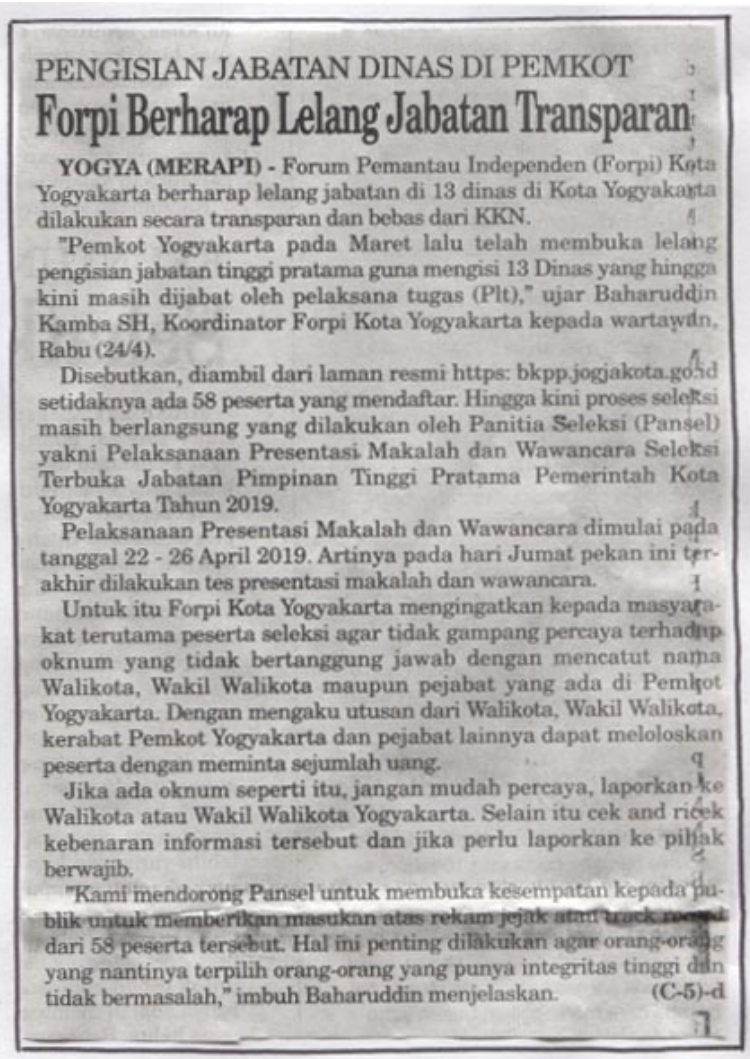 PENGISIAN JABATAN DINAS DI PEMKOT
Forpi Berharap Lelang Jabatan Transparan
YOGYA (MERAPI) - Forum Pemantau Independen (Forpi) Kota
Yogyakarta berharap lelang jabatan di 13 dinas di Kota Yogyakarta
dilakukan secara transparan dan bebas dari KKN.
"Pemkot Yogyakarta pada Maret lalu telah membuka lelang
pengisian jabatan tinggi pratama guna mengisi 13 Dinas yang hingga
kini masih dijabat oleh pelaksana tugas (Plt)," ujar Baharuddin
Kamba SH, Koordinator Forpi Kota Yogyakarta kepada wartawan,
Rabu (24/4).
Disebutkan, diambil dari laman resmi https: bkpp.jogjakota.go.id
setidaknya ada 58 peserta yang mendaftar. Hingga kini proses seleksi
masih berlangsung yang dilakukan oleh Panitia Seleksi (Pansel)
yakni Pelaksanaan Presentasi Makalah dan Wawancara Seleksi
Terbuka Jabatan Pimpinan Tinggi Pratama Pemerintah Kota
Yogyakarta Tahun 2019.
Pelaksanaan Presentasi Makalah dan Wawancara dimulai pada
tanggal 22 - 26 April 2019. Artinya pada hari Jumat pekan ini ter-
akhir dilakukan tes presentasi makalah dan wawancara.
Untuk itu Forpi Kota Yogyakarta mengingatkan kepada masyara-
kat terutama peserta seleksi agar tidak gampang percaya terhadap
oknum yang tidak bertanggung jawab dengan mencatut nama
Walikota, Wakil Walikota maupun pejabat yang ada di Pemkot
Yogyakarta. Dengan mengaku utusan dari Walikota, Wakil Walikota,
kerabat Pemkot Yogyakarta dan pejabat lainnya dapat meloloskan
peserta dengan meminta sejumlah uang.
Jika ada oknum seperti itu, jangan mudah percaya, laporkan ke
Walikota atau Wakil Walikota Yogyakarta. Selain itu cek and ricek
kebenaran informasi tersebut dan jika perlu laporkan ke pihak
berwajib.
"Kami mendorong Pansel untuk membuka kesempatan kepada pu-
blik untuk memberikan masukan atas rekam jejak atau track record
dari 58 peserta tersebut. Hal ini penting dilakukan agar orang-orang
yang nantinya terpilih orang-orang yang punya integritas tinggi dan
tidak bermasalah," imbuh Baharuddin menjelaskan. (C-5)-d